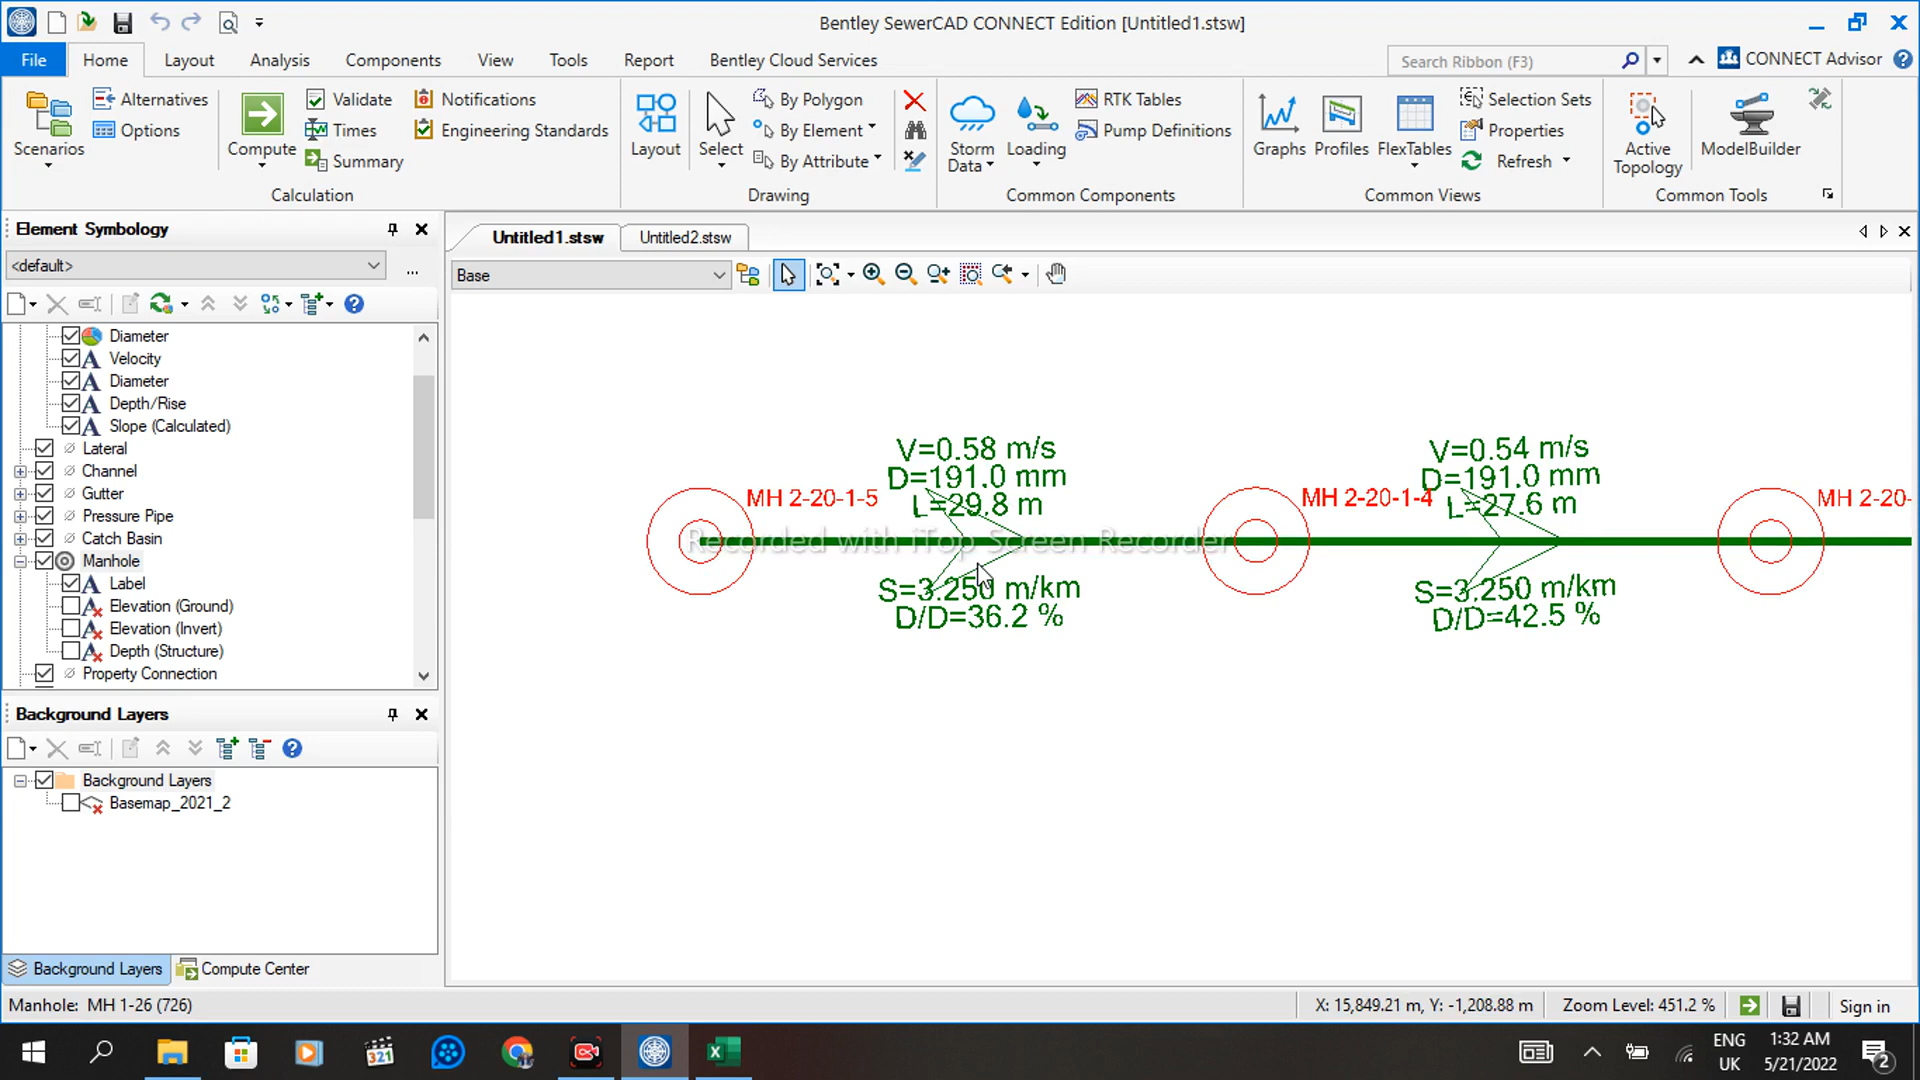 Bentley SewerCAD CONNECT Edition [Untitled1.stsw]
File Home Layout Analysis Components View Tools Report Bentley Cloud Services
Search Ribbon (F3)
CONNECT Advisor
Scenarios
Alternatives
Options
Compute
Validate
Times
Summary
Notifications
Engineering Standards
Calculation
Layout
Select
By Polygon
By Element
By Attribute
Drawing
Storm
Data
Loading
RTK Tables
Pump Definitions
Common Components
Graphs
Profiles
FlexTables
Selection Sets
Properties
Refresh
Common Views
Active
Topology
ModelBuilder
Common Tools
Element Symbology
<default>
...
Diameter
Velocity
Diameter
Depth/Rise
Slope (Calculated)
Lateral
Channel
Gutter
Pressure Pipe
Catch Basin
Manhole
Label
Elevation (Ground)
Elevation (Invert)
Depth (Structure)
Property Connection
Background Layers
Background Layers
Basemap_2021_2
Background Layers
Compute Center
Untitled1.stsw
Untitled2.stsw
Base
V=0.58 m/s
D=191.0 mm
L=29.8 m
MH 2-20-1-5
S=3.250 m/km
D/D=36.2 %
V=0.54 m/s
D=191.0 mm
L=27.6 m
MH 2-20-1-4
S=3.250 m/km
D/D=42.5 %
MH 2-20-
Recorded with iTop Screen Recorder
Manhole: MH 1-26 (726)
X: 15,849.21 m, Y: -1,208.88 m
Zoom Level: 451.2 %
Sign in
321
ENG
UK
1:32 AM
5/21/2022
2